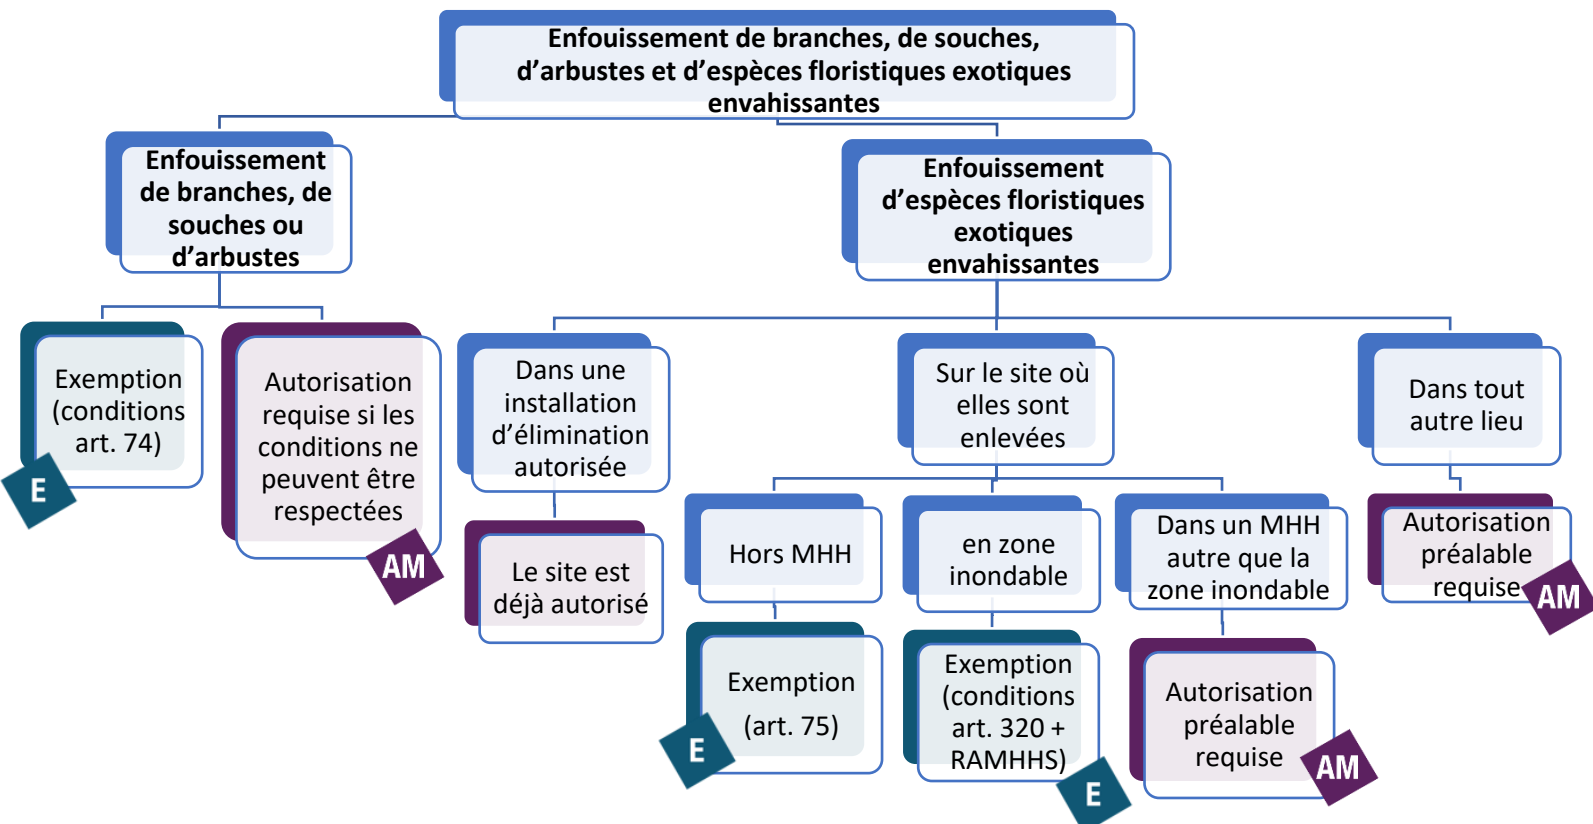 Enfouissement de branches, de souches,
d’arbustes et d’espèces floristiques exotiques
envahissantes
Enfouissement
de branches, de
souches ou
d’arbustes
Enfouissement
d’espèces floristiques
exotiques
envahissantes
Exemption
(conditions
art. 74)
E
Autorisation
requise si les
conditions ne
peuvent être
respectées
AM
Dans une
installation
d’élimination
autorisée
Le site est
déjà autorisé
Sur le site où
elles sont
enlevées
Hors MHH
Exemption
(art. 75)
E
en zone
inondable
Exemption
(conditions
art. 320 +
RAMHHS)
E
Dans un MHH
autre que la
zone inondable
Autorisation
préalable
requise
AM
Dans tout
autre lieu
Autorisation
préalable
requise
AM